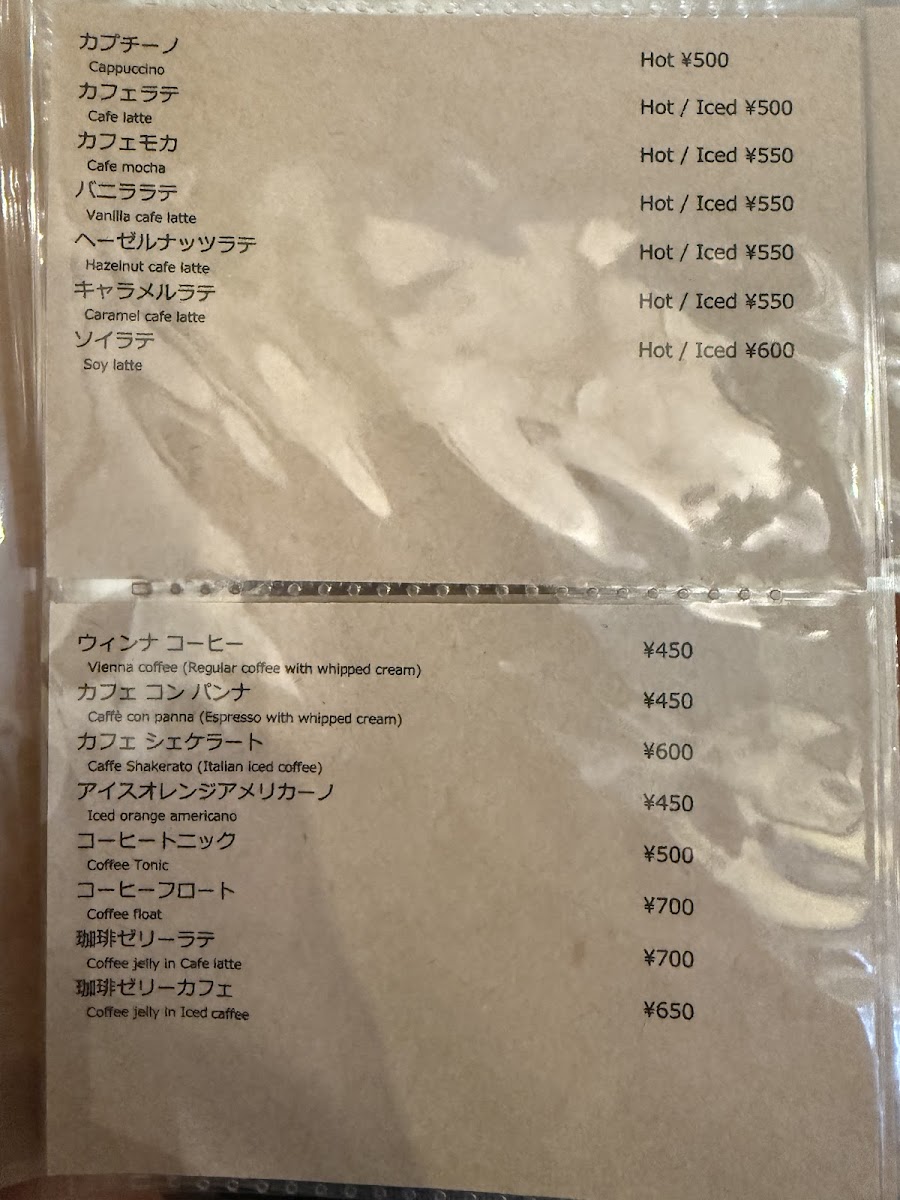 カプチーノ
Cappuccino
Hot ¥500
カフェラテ
Cafe latte
Hot / Iced ¥500
カフェモカ
Cafe mocha
Hot / Iced ¥550
バニララテ
Vanilla cafe latte
Hot / Iced ¥550
ヘーゼルナッツラテ
Hazelnut cafe latte
Hot / Iced ¥550
キャラメルラテ
Caramel cafe latte
Hot / Iced ¥550
ソイラテ
Soy latte
Hot / Iced ¥600
ウィンナ コーヒー
Vienna coffee (Regular coffee with whipped cream)
¥450
カフェ コン パンナ
Caffè con panna (Espresso with whipped cream)
¥450
カフェ シェケラート
Caffe Shakerato (Italian iced coffee)
¥600
アイスオレンジアメリカーノ
Iced orange americano
¥450
コーヒートニック
Coffee Tonic
¥500
コーヒーフロート
Coffee float
¥700
珈琲ゼリーラテ
Coffee jelly in Cafe latte
¥700
珈琲ゼリーカフェ
Coffee jelly in Iced caffee
¥650